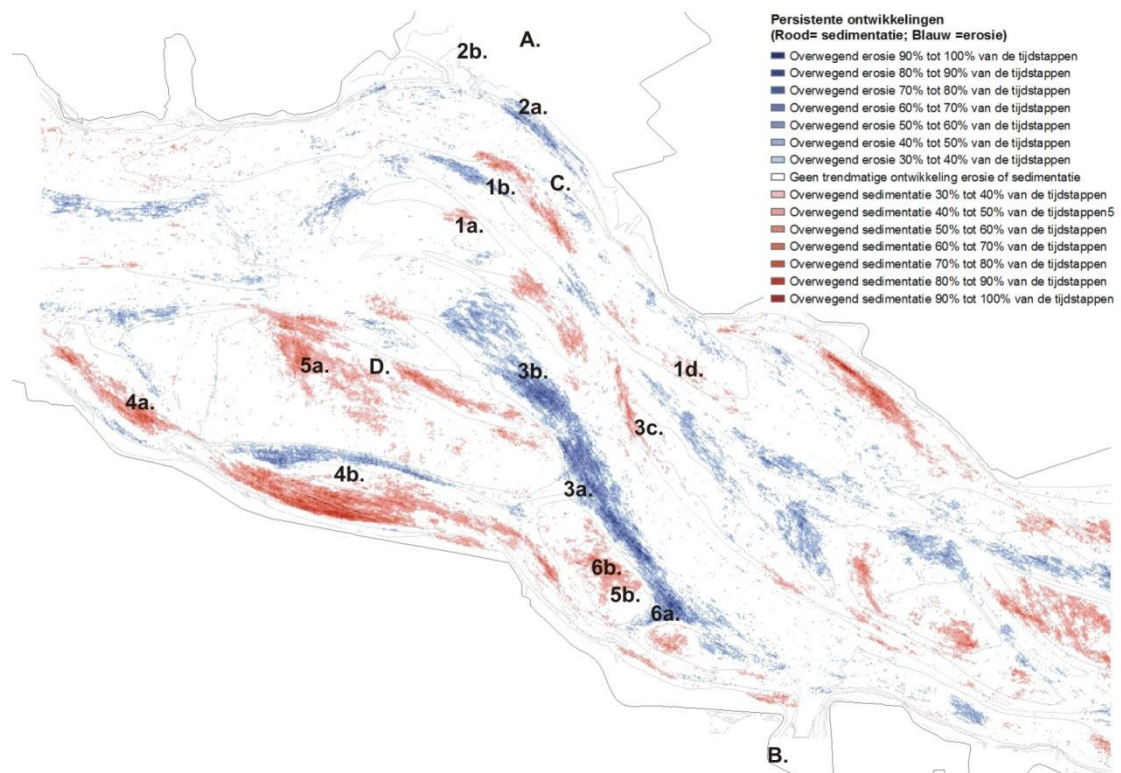 Persistente ontwikkelingen
(Rood= sedimentatie; Blauw =erosie)
Overwegend erosie 90% tot 100% van de tijdstappen
Overwegend erosie 80% tot 90% van de tijdstappen
Overwegend erosie 70% tot 80% van de tijdstappen
Overwegend erosie 60% tot 70% van de tijdstappen
Overwegend erosie 50% tot 60% van de tijdstappen
Overwegend erosie 40% tot 50% van de tijdstappen
Overwegend erosie 30% tot 40% van de tijdstappen
Geen trendmatige ontwikkeling erosie of sedimentatie
Overwegend sedimentatie 30% tot 40% van de tijdstappen
Overwegend sedimentatie 40% tot 50% van de tijdstappen5
Overwegend sedimentatie 50% tot 60% van de tijdstappen
Overwegend sedimentatie 60% tot 70% van de tijdstappen
Overwegend sedimentatie 70% tot 80% van de tijdstappen
Overwegend sedimentatie 80% tot 90% van de tijdstappen
Overwegend sedimentatie 90% tot 100% van de tijdstappen
A.
2b.
2a.
1b.
C.
1a.
5a.
D.
3b.
1d.
4a.
3c.
4b.
3a.
6b.
5b.
6a.
B.